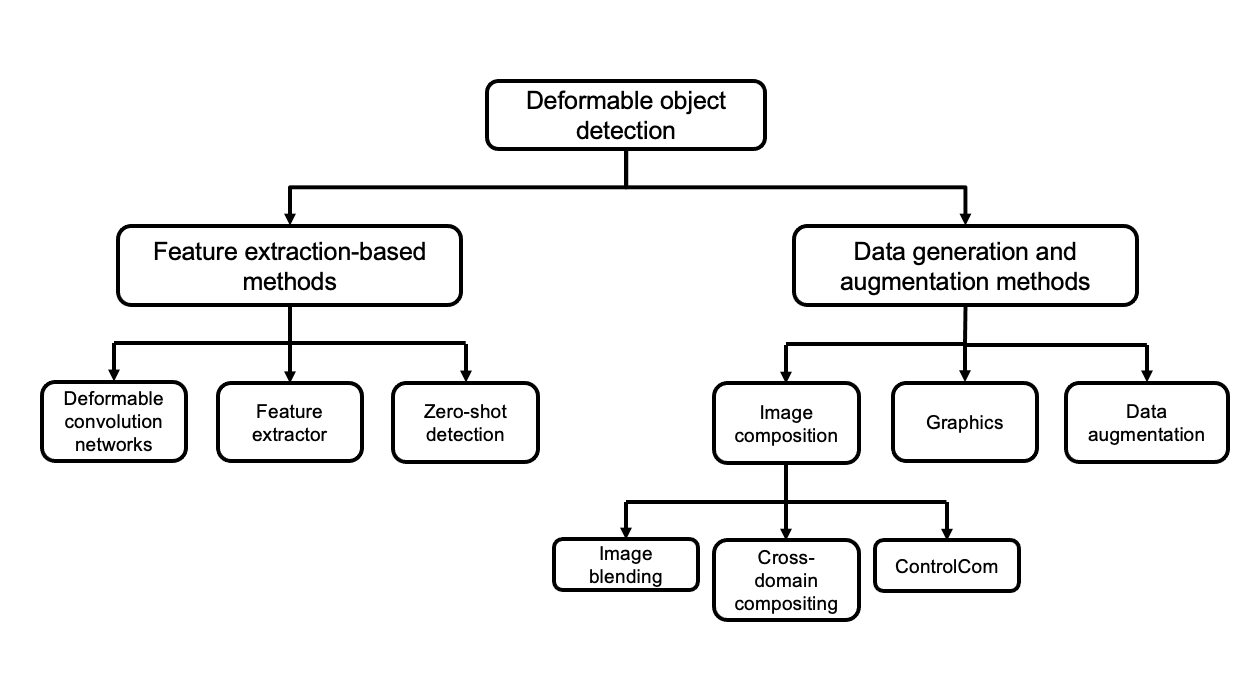 Deformable object
detection
Feature extraction-based
methods
Data generation and
augmentation methods
Deformable
convolution
networks
Feature
extractor
Zero-shot
detection
Image
composition
Graphics
Data
augmentation
Image
blending
Cross-
domain
compositing
ControlCom